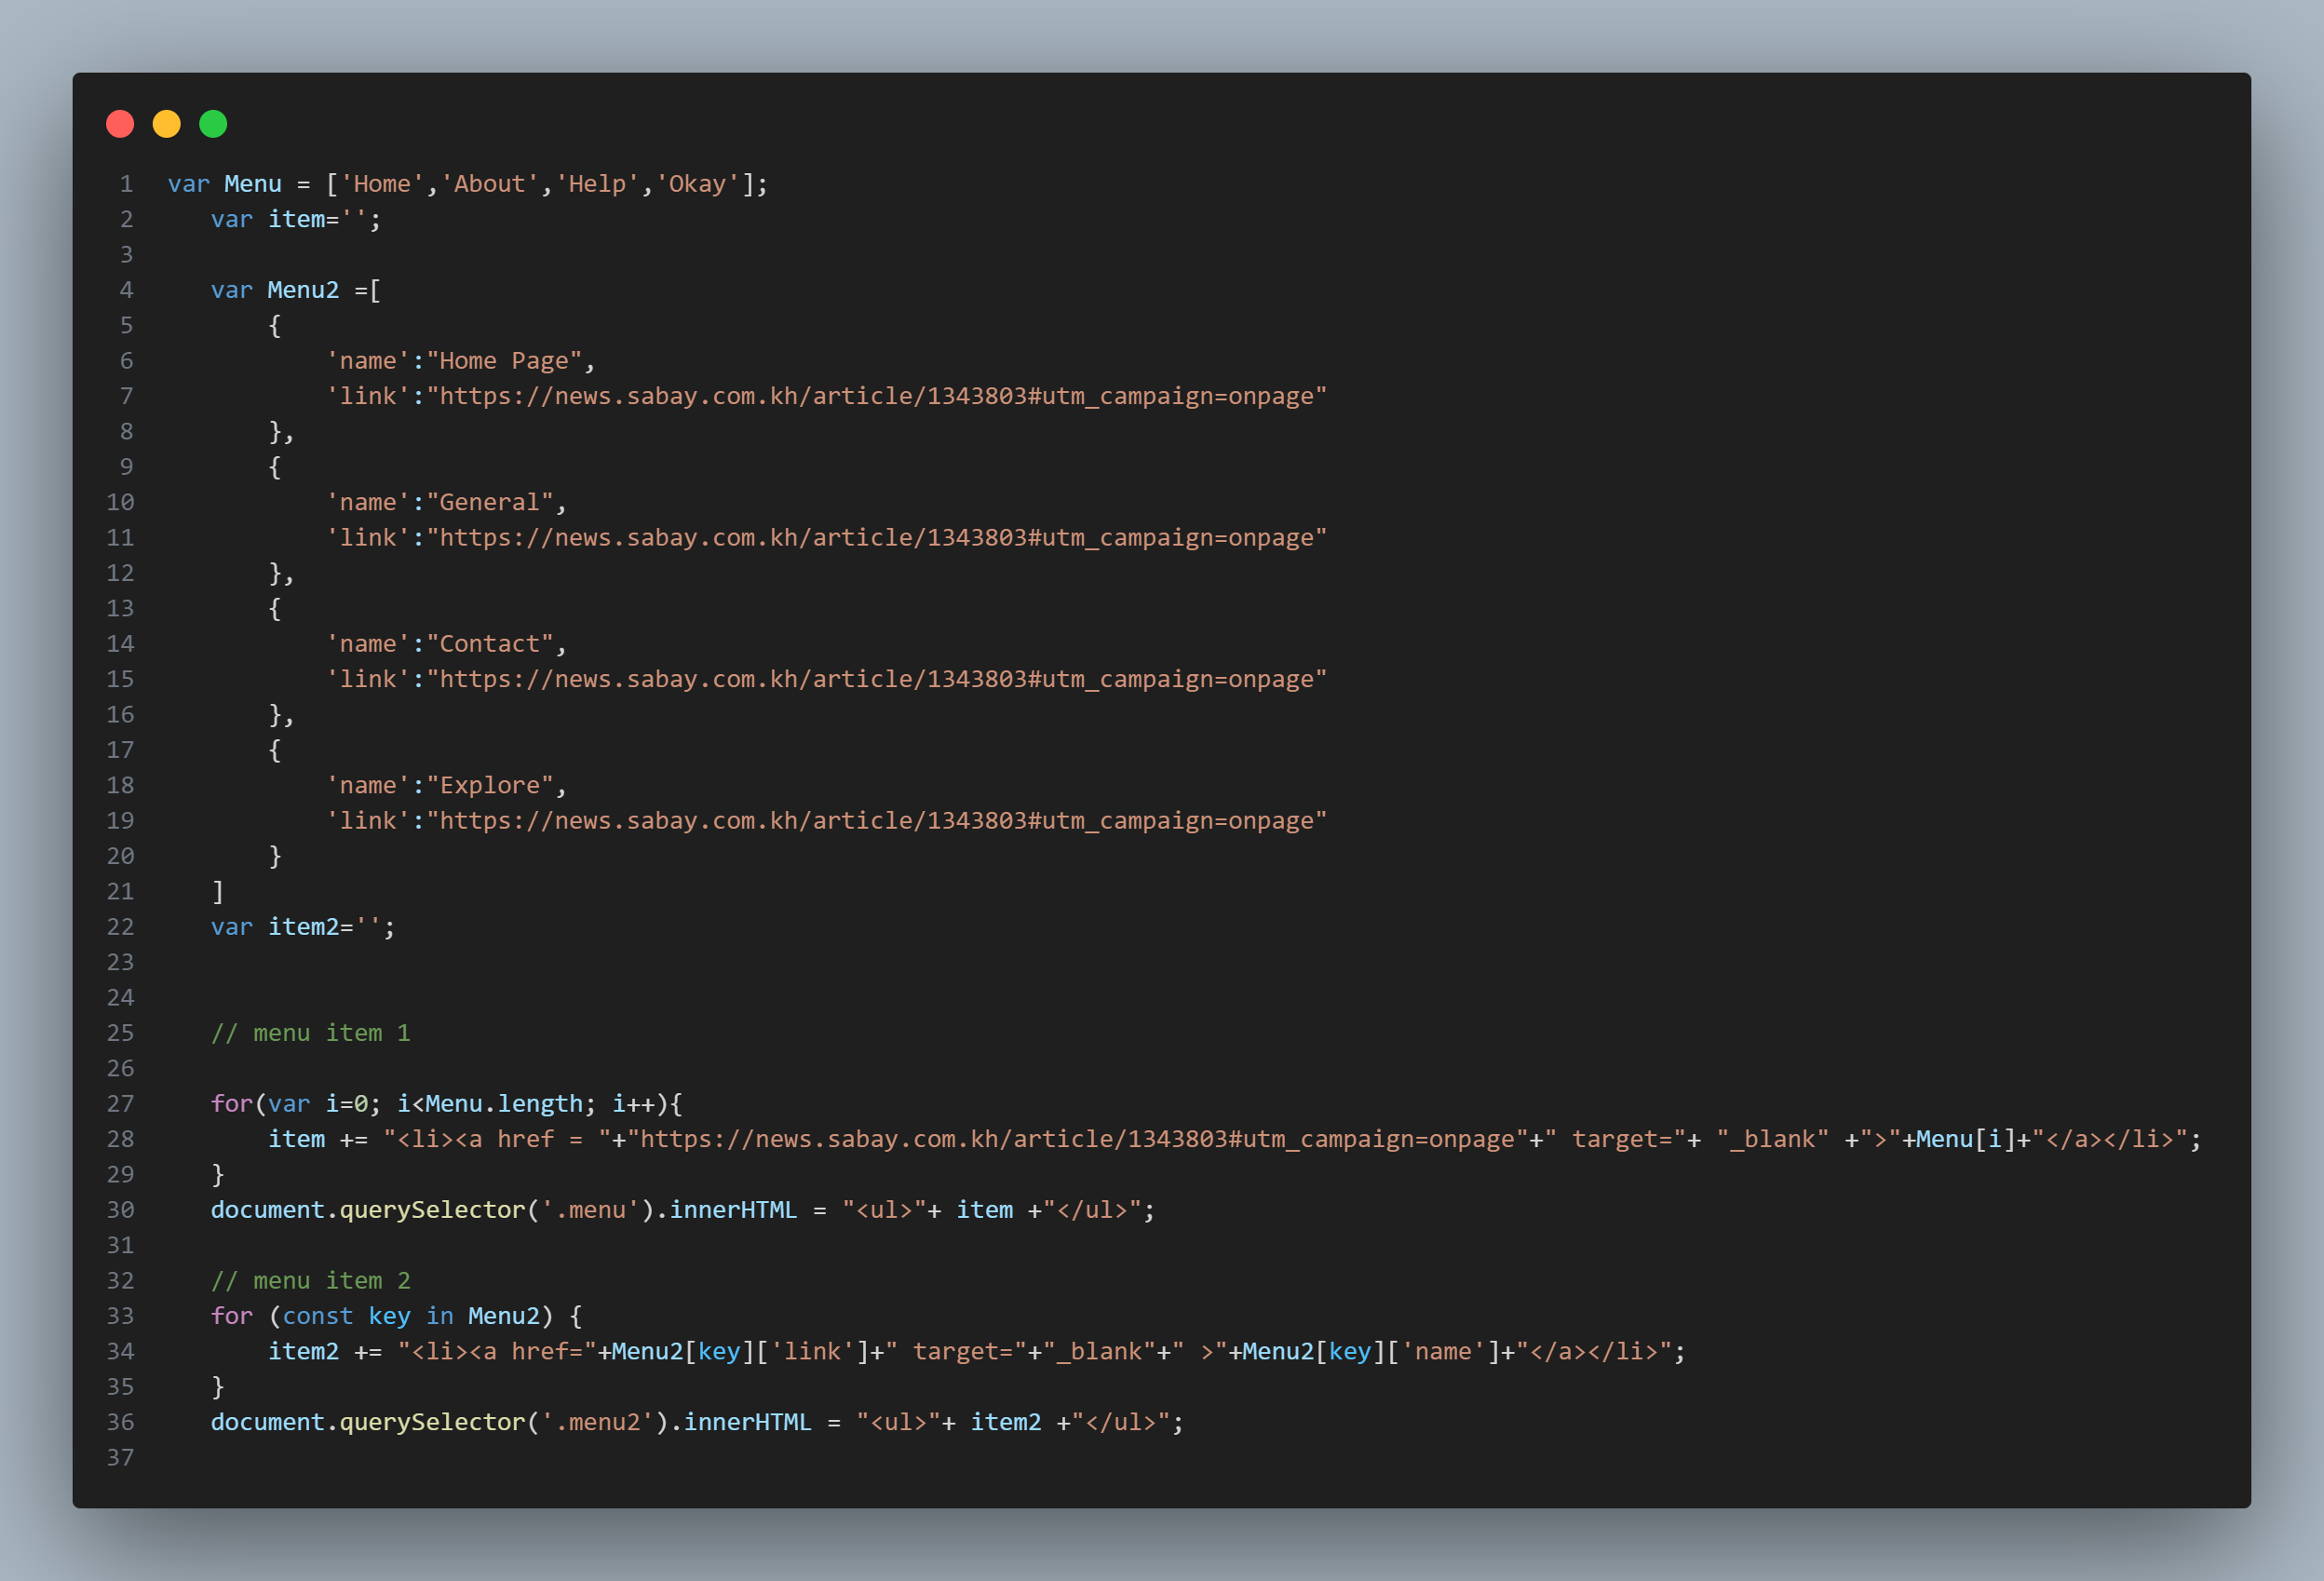 1 var Menu = ['Home','About','Help','Okay'];
2    var item='';
3
4    var Menu2 =[
5        {
6            'name':"Home Page",
7            'link':"https://news.sabay.com.kh/article/1343803#utm_campaign=onpage"
8        },
9        {
10            'name':"General",
11            'link':"https://news.sabay.com.kh/article/1343803#utm_campaign=onpage"
12        },
13        {
14            'name':"Contact",
15            'link':"https://news.sabay.com.kh/article/1343803#utm_campaign=onpage"
16        },
17        {
18            'name':"Explore",
19            'link':"https://news.sabay.com.kh/article/1343803#utm_campaign=onpage"
20        }
21    ]
22    var item2='';
23
24
25    // menu item 1
26
27    for(var i=0; i<Menu.length; i++){
28        item += "<li><a href = "+"https://news.sabay.com.kh/article/1343803#utm_campaign=onpage"+" target="+ "_blank" +">"+Menu[i]+"</a></li>";
29    }
30    document.querySelector('.menu').innerHTML = "<ul>"+ item +"</ul>";
31
32    // menu item 2
33    for (const key in Menu2) {
34        item2 += "<li><a href="+Menu2[key]['link']+" target="+"_blank"+" >"+Menu2[key]['name']+"</a></li>";
35    }
36    document.querySelector('.menu2').innerHTML = "<ul>"+ item2 +"</ul>";
37